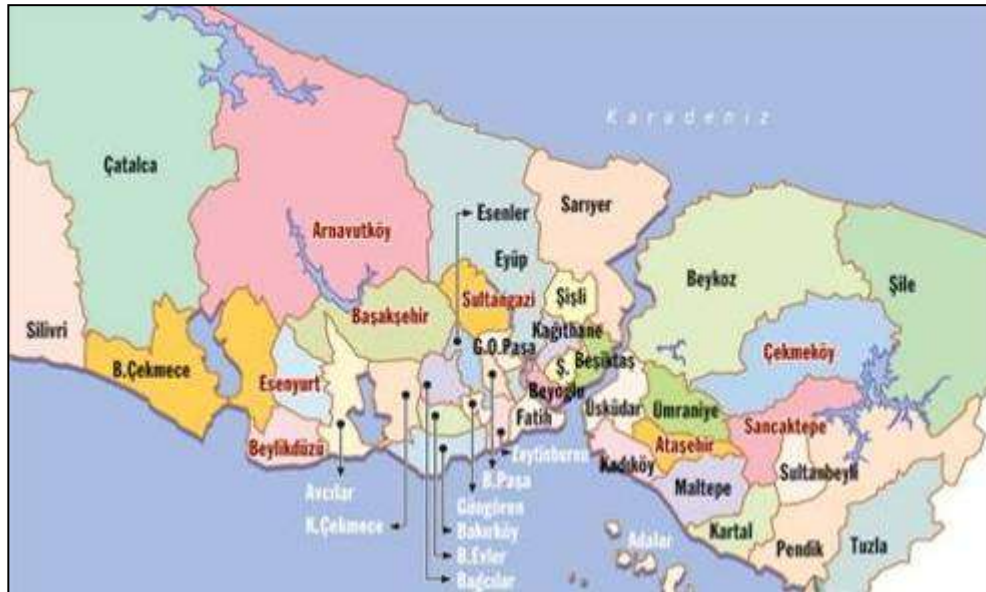 Karadeniz
Çatalca
Sarıyer
Esenler
Arnavutköy
Eyüp
Beykoz
Şile
Sultangazi
Şişli
Başakşehir
Silivri
Kağıthane
G.O.Paşa
Çekmeköy
B.Çekmece
Ş.
Beşiktaş
Esenyurt
Beyoğlu
Üsküdar
Ümraniye
Fatih
Sancaktepe
Beylikdüzü
Ataşehir
Zeytinburnu
Kadıköy
Sultanbeyli
B.Paşa
Maltepe
Avcılar
Güngören
K.Çekmece
Bakırköy
Kartal
Adalar
Pendik
Tuzla
B.Evler
Bağcılar